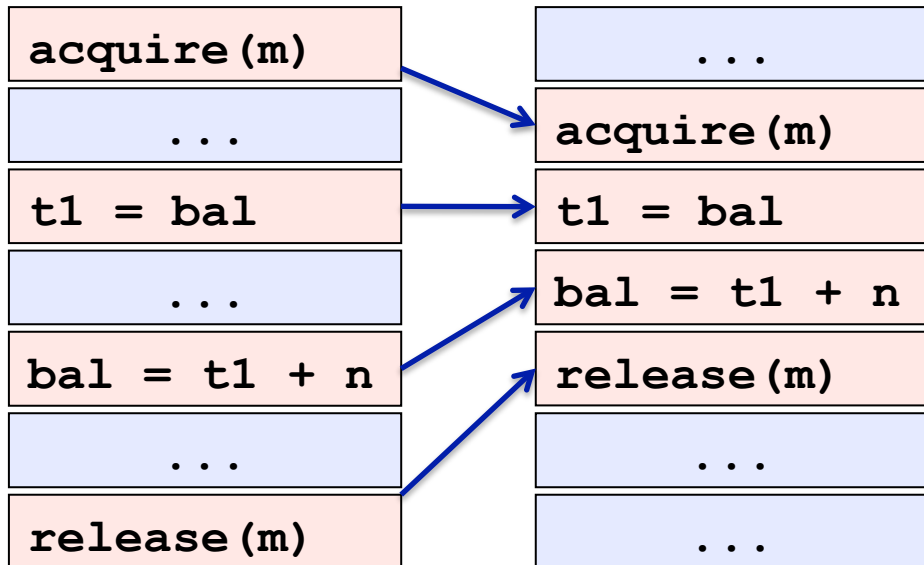 acquire(m)
...
t1 = bal
...
bal = t1 + n
...
release(m)
...
acquire(m)
t1 = bal
bal = t1 + n
release(m)
...
...